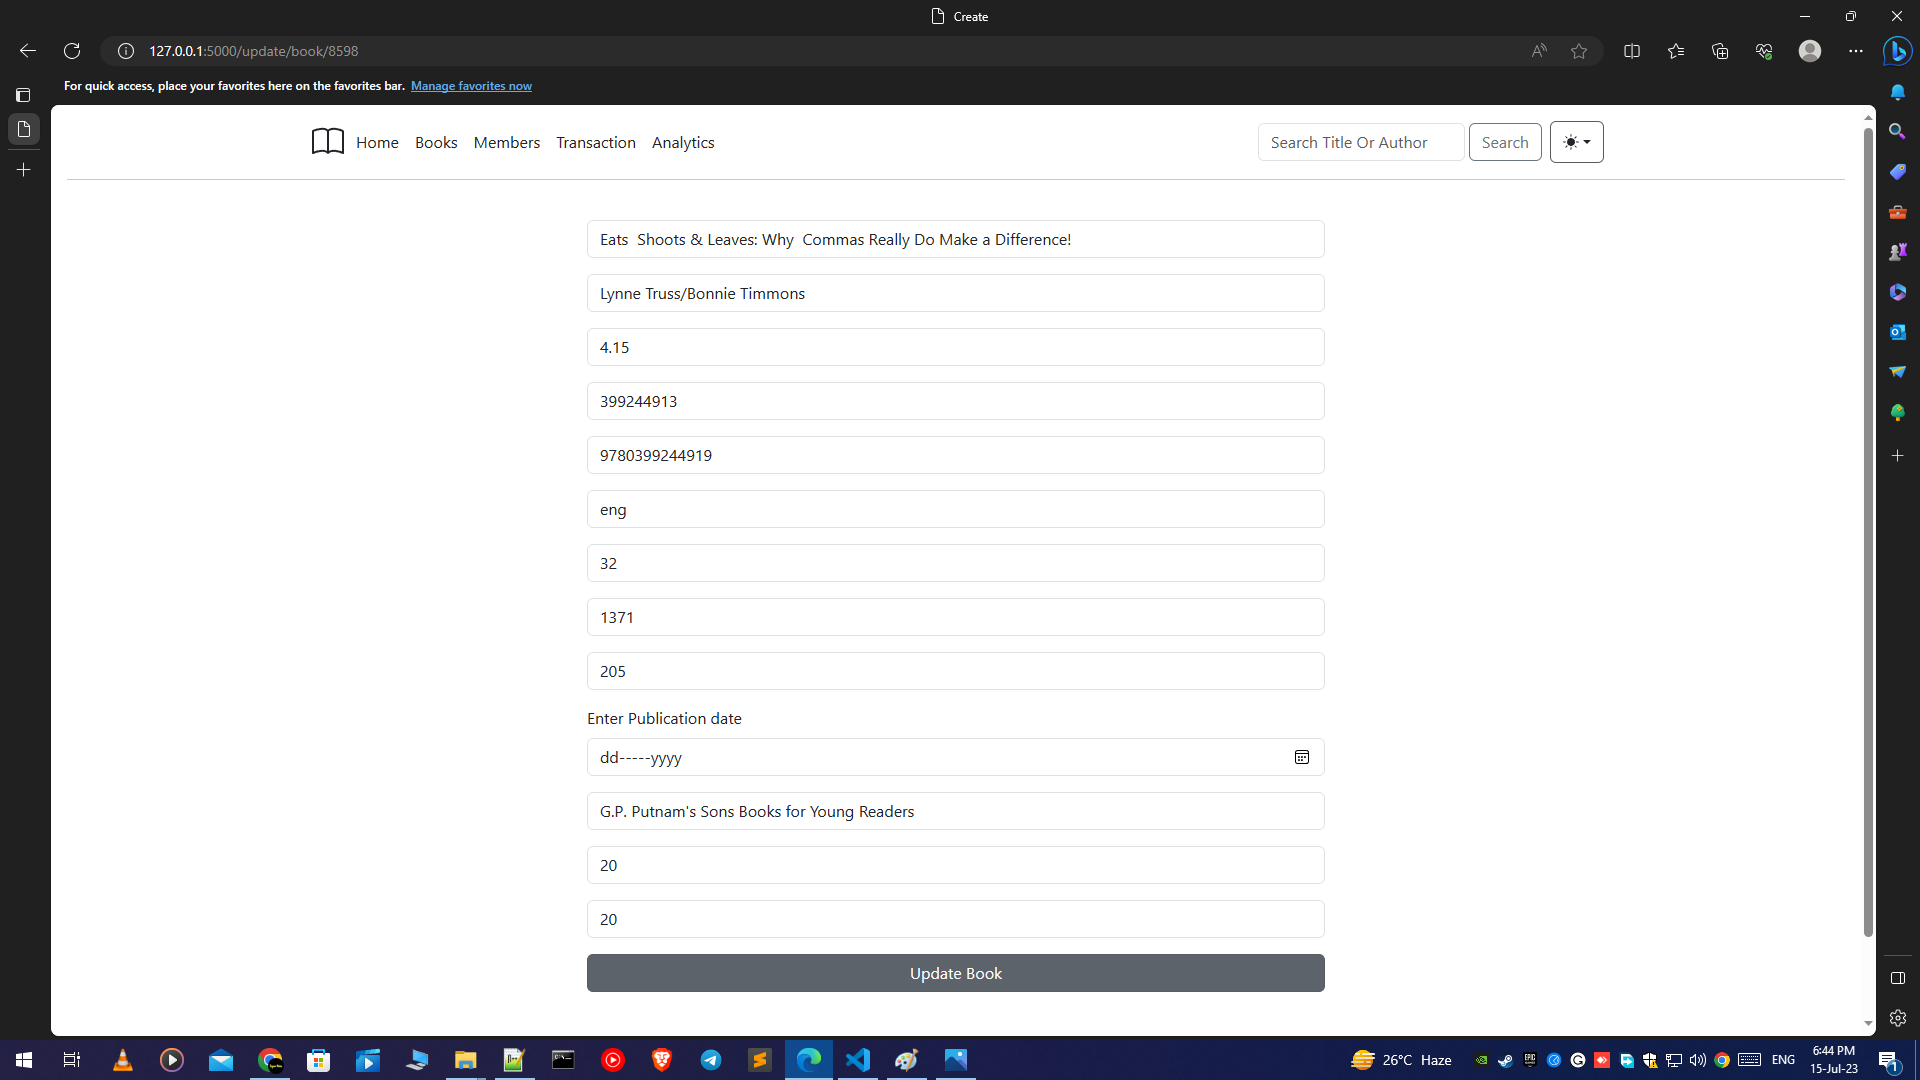 Create
127.0.0.1:5000/update/book/8598
For quick access, place your favorites here on the favorites bar. Manage favorites now
Home Books Members Transaction Analytics Search Title Or Author Search
Eats  Shoots & Leaves: Why  Commas Really Do Make a Difference!
Lynne Truss/Bonnie Timmons
4.15
399244913
9780399244919
eng
32
1371
205
Enter Publication date
dd-----yyyy
G.P. Putnam's Sons Books for Young Readers
20
20
Update Book
26°C Haze ENG 6:44 PM
15-Jul-23 1